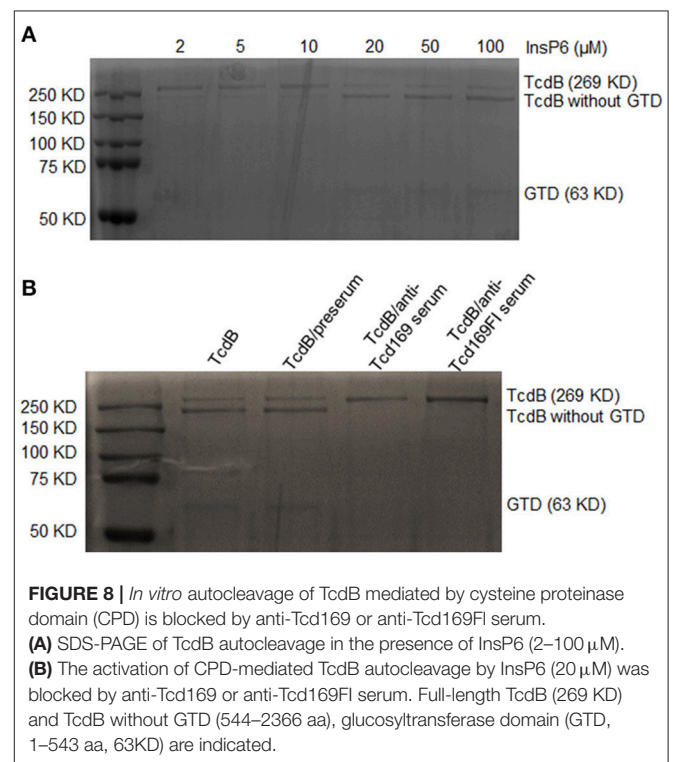 A
2 5 10 20 50 100 InsP6 (µM)
250 KD
150 KD
100 KD
75 KD
50 KD
TcdB (269 KD)
TcdB without GTD
GTD (63 KD)
B
TcdB
TcdB/preserum
TcdB/anti-
Tcd169 serum
TcdB/anti-
Tcd169FI serum
250 KD
150 KD
100 KD
75 KD
50 KD
TcdB (269 KD)
TcdB without GTD
GTD (63 KD)
FIGURE 8 | In vitro autocleavage of TcdB mediated by cysteine proteinase
domain (CPD) is blocked by anti-Tcd169 or anti-Tcd169FI serum.
(A) SDS-PAGE of TcdB autocleavage in the presence of InsP6 (2–100 µM).
(B) The activation of CPD-mediated TcdB autocleavage by InsP6 (20 µM) was
blocked by anti-Tcd169 or anti-Tcd169FI serum. Full-length TcdB (269 KD)
and TcdB without GTD (544–2366 aa), glucosyltransferase domain (GTD,
1–543 aa, 63KD) are indicated.